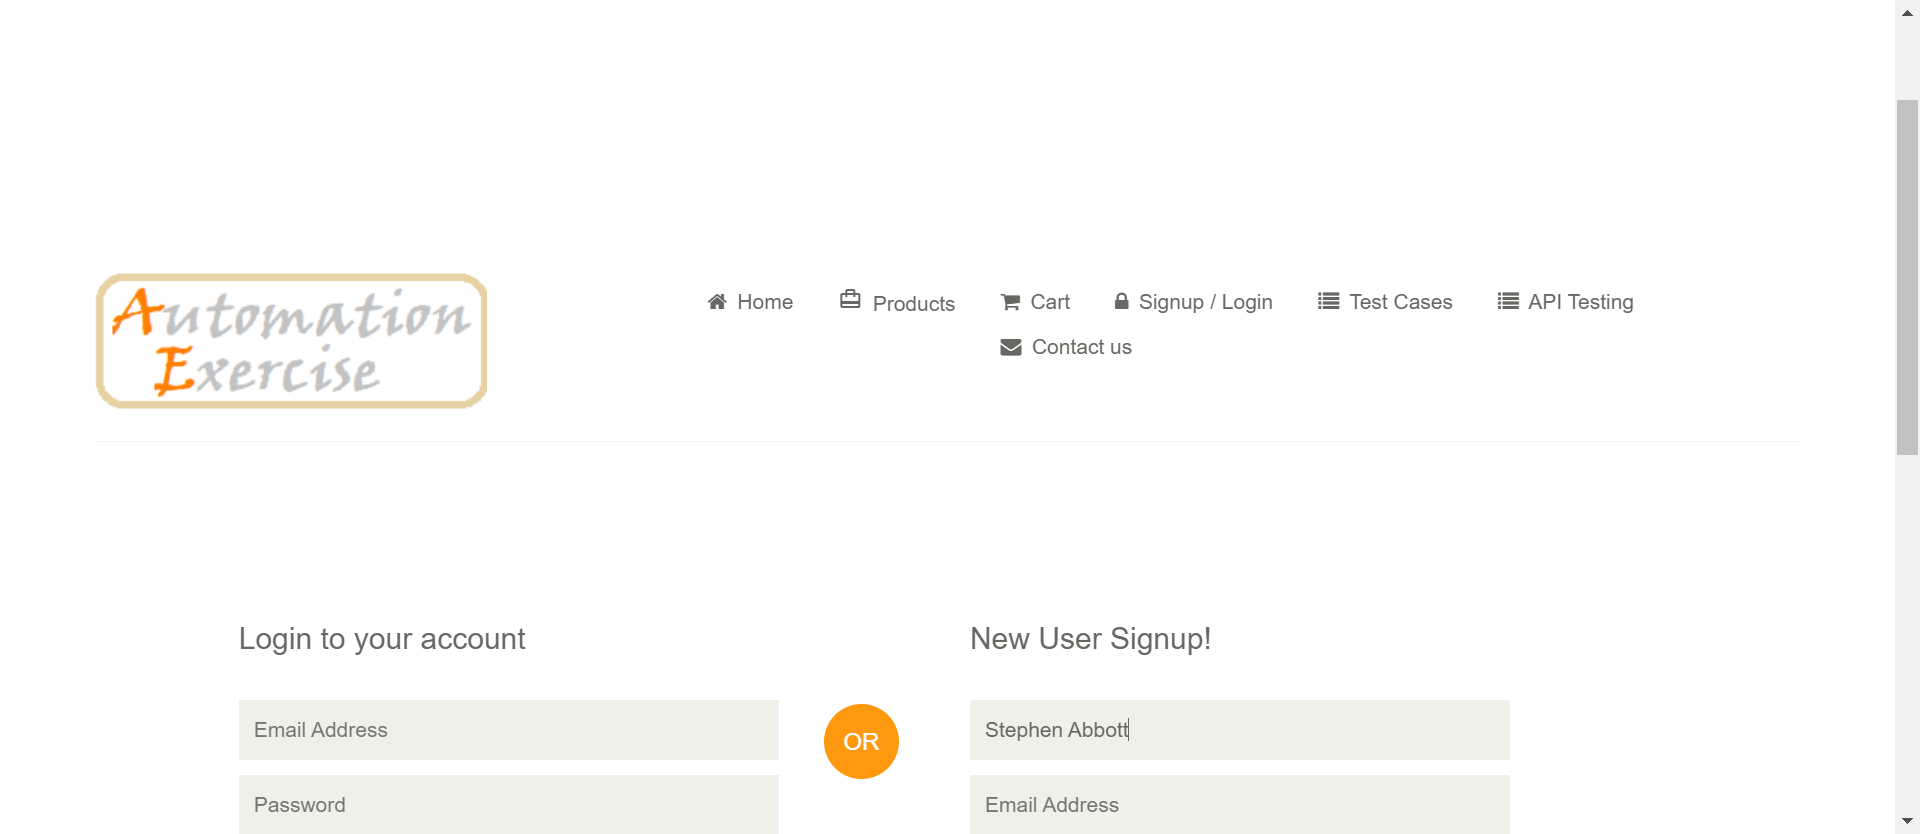 Automation
Exercise
Home Products Cart Signup / Login Test Cases API Testing
Contact us
Login to your account
Email Address
Password
OR
New User Signup!
Stephen Abbott
Email Address